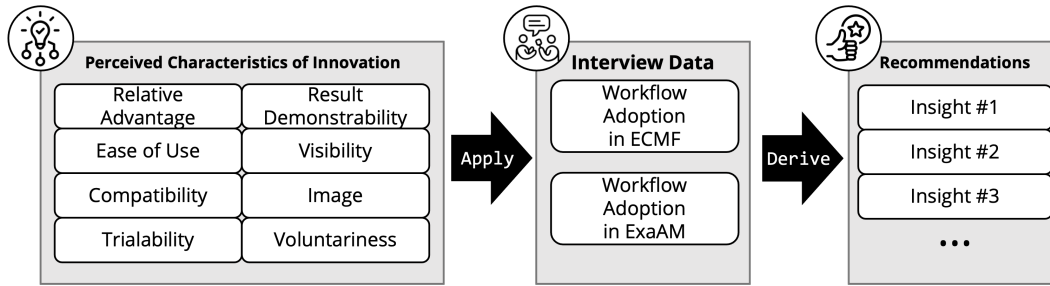 Perceived Characteristics of Innovation
Relative
Advantage
Result
Demonstrability
Ease of Use
Visibility
Compatibility
Image
Trialability
Voluntariness
Apply
Interview Data
Workflow
Adoption
in ECMF
Workflow
Adoption
in ExaAM
Derive
Recommendations
Insight #1
Insight #2
Insight #3
...